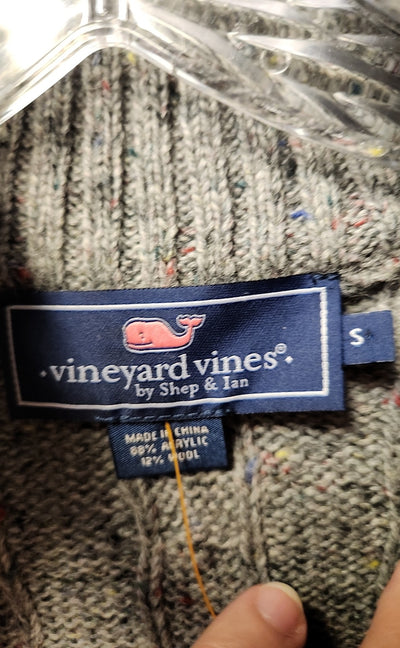 ·vineyard vines®·
by Shep & Ian
S
MADE IN CHINA
88% ACRYLIC
12% WOOL